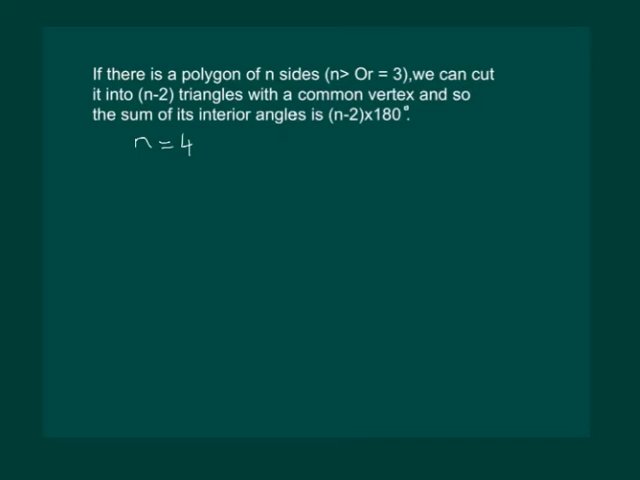 If there is a polygon of n sides (n> Or = 3),we can cut
it into (n-2) triangles with a common vertex and so
the sum of its interior angles is (n-2)x180°.
n = 4